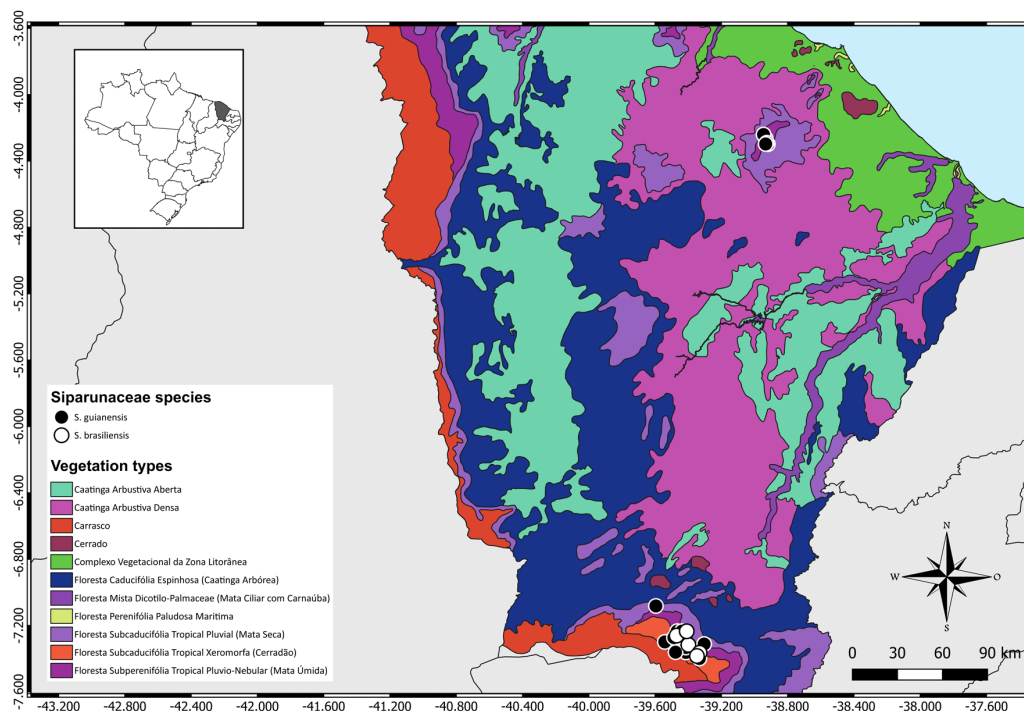 -3.600
-4.000
-4.400
-4.800
-5.200
-5.600
-6.000
-6.400
-6.800
-7.200
-7.600
Siparunaceae species
S. guianensis
S. brasiliensis
Vegetation types
Caatinga Arbustiva Aberta
Caatinga Arbustiva Densa
Carrasco
Cerrado
Complexo Vegetacional da Zona Litorânea
Floresta Caducifólia Espinhosa (Caatinga Arbórea)
Floresta Mista Dicotilo-Palmaceae (Mata Ciliar com Carnaúba)
Floresta Perenifólia Paludosa Maritima
Floresta Subcaducifólia Tropical Pluvial (Mata Seca)
Floresta Subcaducifólia Tropical Xeromorfa (Cerradão)
Floresta Subperenifólia Tropical Pluvio-Nebular (Mata Úmida)
N
W O
S
0 30 60 90 km
-43.200 -42.800 -42.400 -42.000 -41.600 -41.200 -40.800 -40.400 -40.000 -39.600 -39.200 -38.800 -38.400 -38.000 -37.600